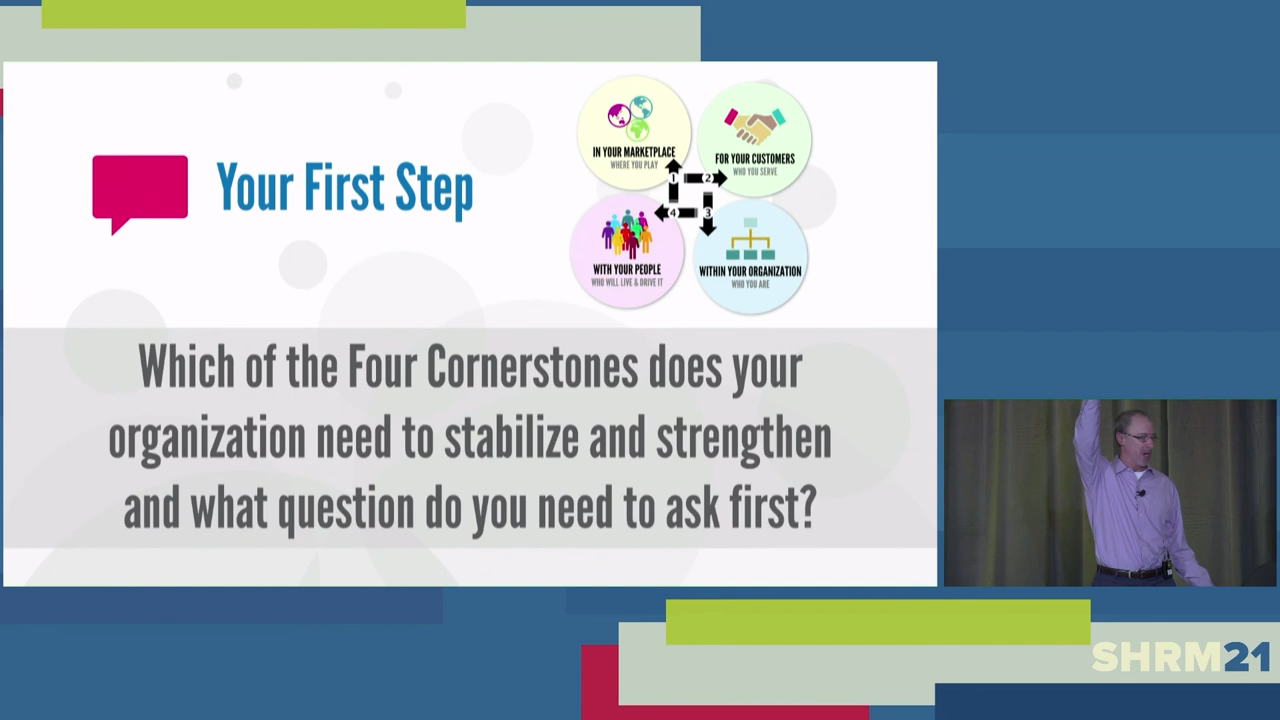 Your First Step
IN YOUR MARKETPLACE
WHERE YOU PLAY
FOR YOUR CUSTOMERS
WHO YOU SERVE
1
2
4
3
WITH YOUR PEOPLE
WHO WILL LIVE & DRIVE IT
WITHIN YOUR ORGANIZATION
WHO YOU ARE
Which of the Four Cornerstones does your
organization need to stabilize and strengthen
and what question do you need to ask first?
SHRM21